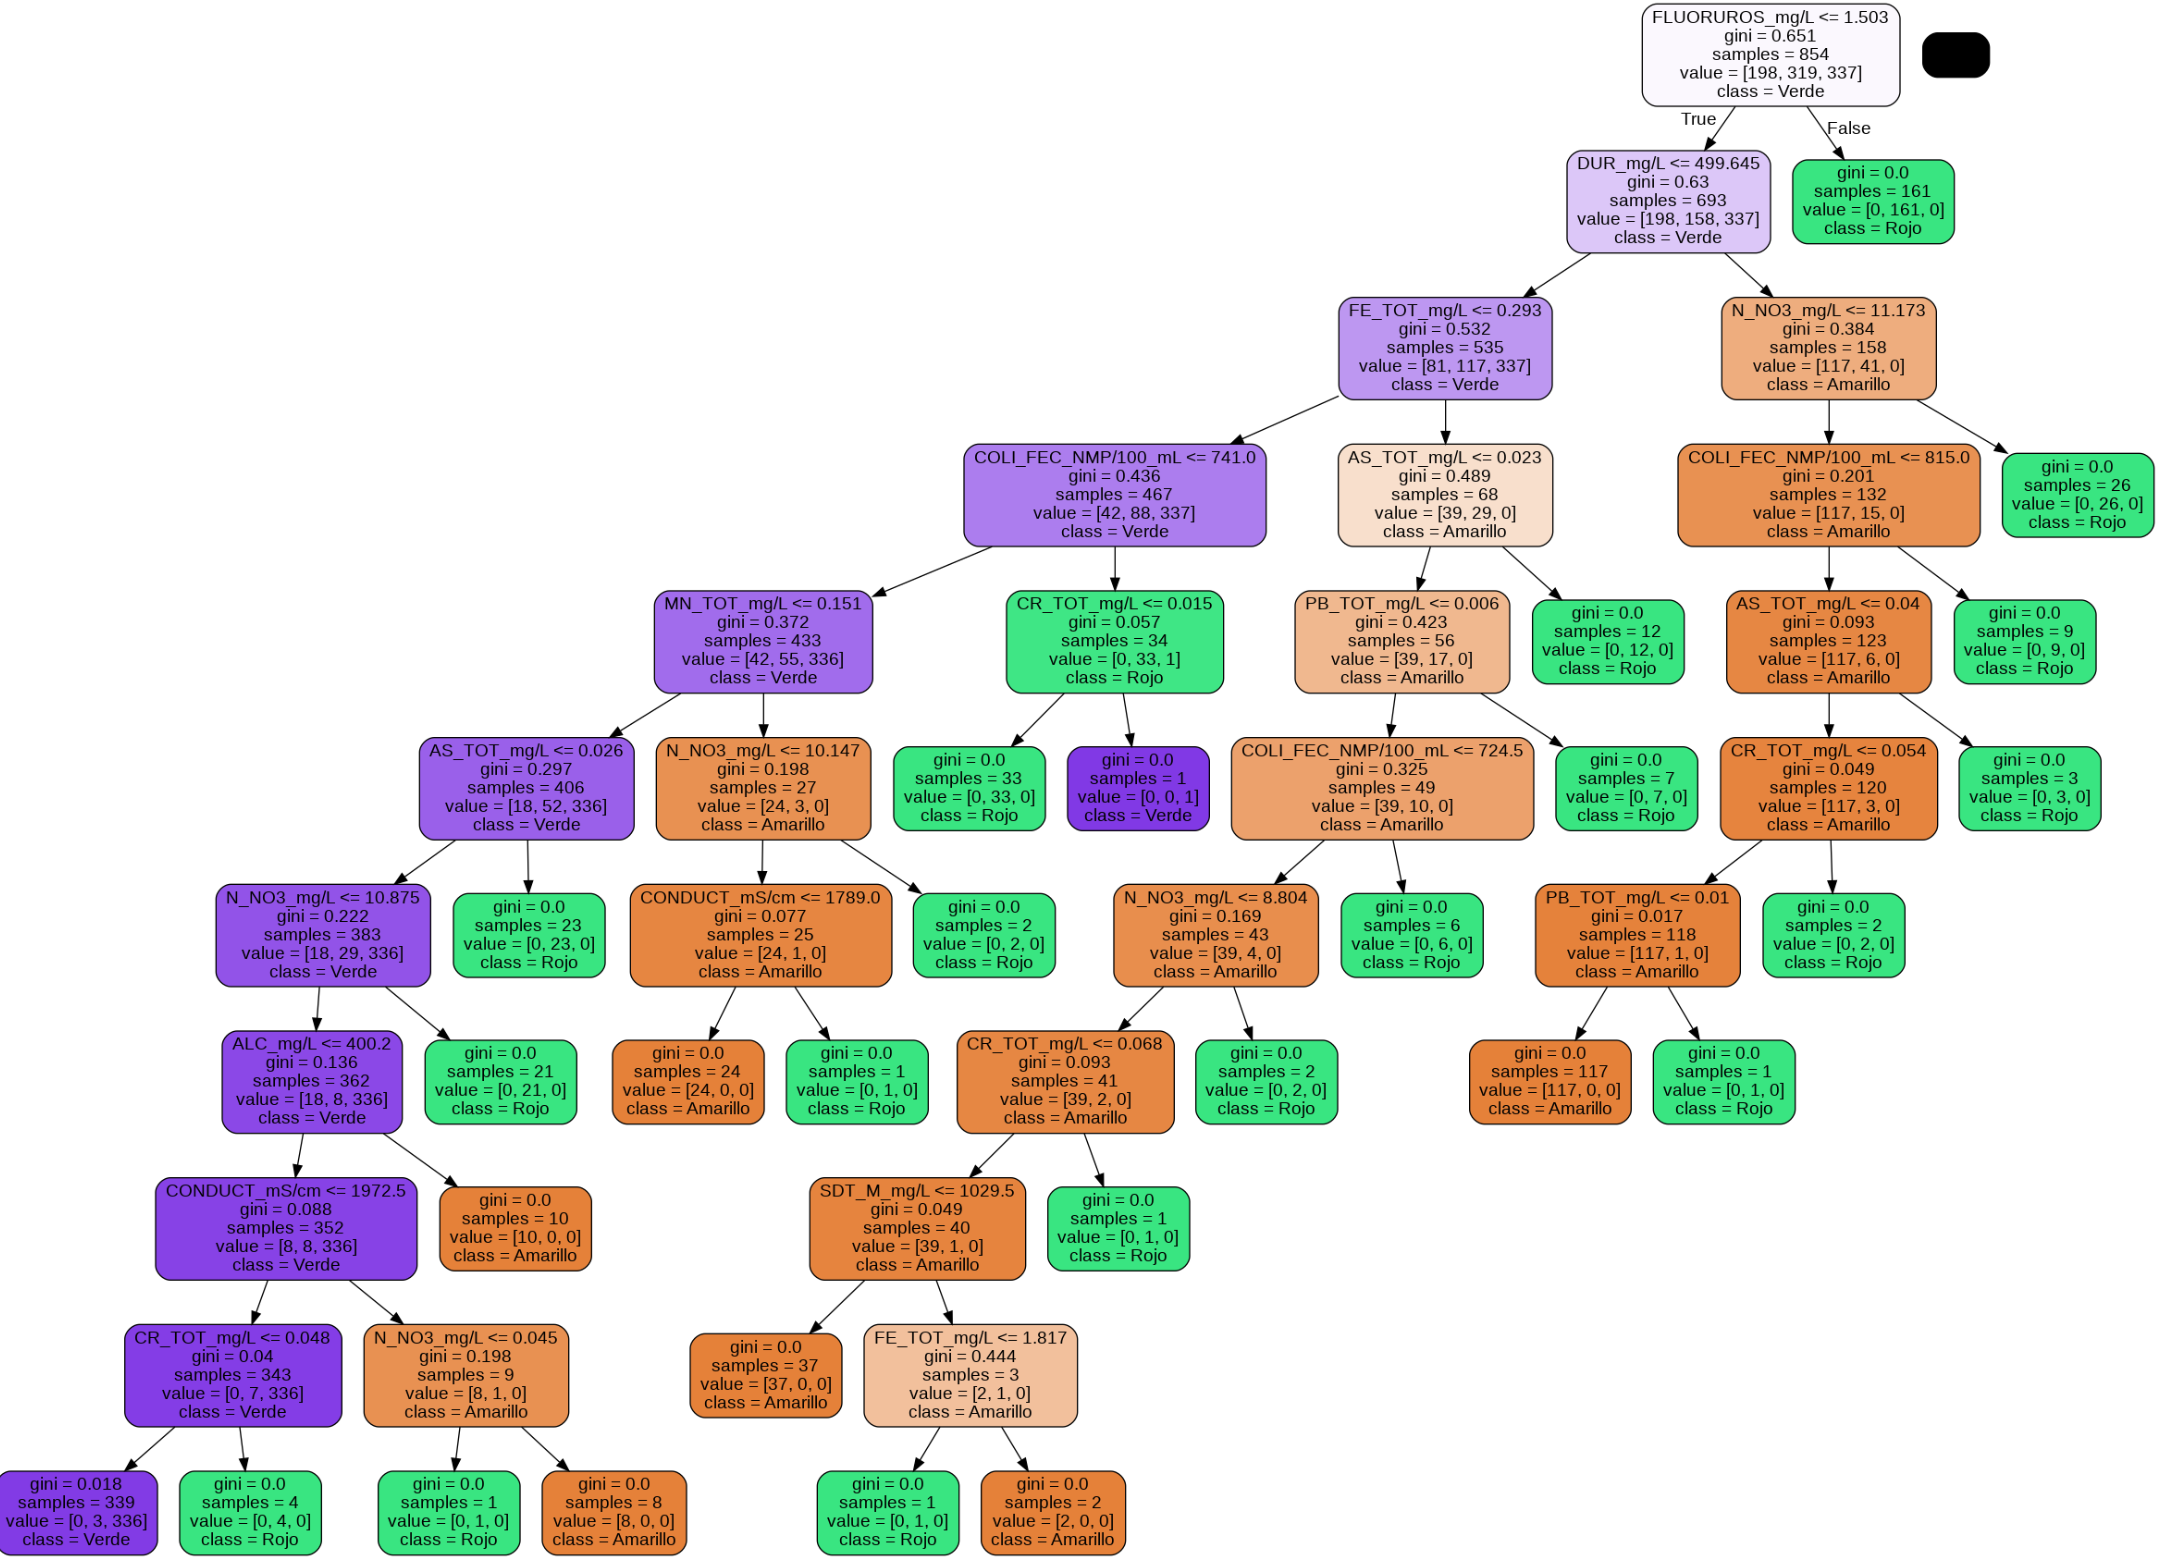 FLUORUROS_mg/L <= 1.503
gini = 0.651
samples = 854
value = [198, 319, 337]
class = Verde
True
False
DUR_mg/L <= 499.645
gini = 0.63
samples = 693
value = [198, 158, 337]
class = Verde
gini = 0.0
samples = 161
value = [0, 161, 0]
class = Rojo
FE_TOT_mg/L <= 0.293
gini = 0.532
samples = 535
value = [81, 117, 337]
class = Verde
N_NO3_mg/L <= 11.173
gini = 0.384
samples = 158
value = [117, 41, 0]
class = Amarillo
COLI_FEC_NMP/100_mL <= 741.0
gini = 0.436
samples = 467
value = [42, 88, 337]
class = Verde
AS_TOT_mg/L <= 0.023
gini = 0.489
samples = 68
value = [39, 29, 0]
class = Amarillo
COLI_FEC_NMP/100_mL <= 815.0
gini = 0.201
samples = 132
value = [117, 15, 0]
class = Amarillo
gini = 0.0
samples = 26
value = [0, 26, 0]
class = Rojo
MN_TOT_mg/L <= 0.151
gini = 0.372
samples = 433
value = [42, 55, 336]
class = Verde
CR_TOT_mg/L <= 0.015
gini = 0.057
samples = 34
value = [0, 33, 1]
class = Rojo
PB_TOT_mg/L <= 0.006
gini = 0.423
samples = 56
value = [39, 17, 0]
class = Amarillo
gini = 0.0
samples = 12
value = [0, 12, 0]
class = Rojo
AS_TOT_mg/L <= 0.04
gini = 0.093
samples = 123
value = [117, 6, 0]
class = Amarillo
gini = 0.0
samples = 9
value = [0, 9, 0]
class = Rojo
AS_TOT_mg/L <= 0.026
gini = 0.297
samples = 406
value = [18, 52, 336]
class = Verde
N_NO3_mg/L <= 10.147
gini = 0.198
samples = 27
value = [24, 3, 0]
class = Amarillo
gini = 0.0
samples = 33
value = [0, 33, 0]
class = Rojo
gini = 0.0
samples = 1
value = [0, 0, 1]
class = Verde
COLI_FEC_NMP/100_mL <= 724.5
gini = 0.325
samples = 49
value = [39, 10, 0]
class = Amarillo
gini = 0.0
samples = 7
value = [0, 7, 0]
class = Rojo
CR_TOT_mg/L <= 0.054
gini = 0.049
samples = 120
value = [117, 3, 0]
class = Amarillo
gini = 0.0
samples = 3
value = [0, 3, 0]
class = Rojo
N_NO3_mg/L <= 10.875
gini = 0.222
samples = 383
value = [18, 29, 336]
class = Verde
gini = 0.0
samples = 23
value = [0, 23, 0]
class = Rojo
CONDUCT_mS/cm <= 1789.0
gini = 0.077
samples = 25
value = [24, 1, 0]
class = Amarillo
gini = 0.0
samples = 2
value = [0, 2, 0]
class = Rojo
N_NO3_mg/L <= 8.804
gini = 0.169
samples = 43
value = [39, 4, 0]
class = Amarillo
gini = 0.0
samples = 6
value = [0, 6, 0]
class = Rojo
PB_TOT_mg/L <= 0.01
gini = 0.017
samples = 118
value = [117, 1, 0]
class = Amarillo
gini = 0.0
samples = 2
value = [0, 2, 0]
class = Rojo
ALC_mg/L <= 400.2
gini = 0.136
samples = 362
value = [18, 8, 336]
class = Verde
gini = 0.0
samples = 21
value = [0, 21, 0]
class = Rojo
gini = 0.0
samples = 24
value = [24, 0, 0]
class = Amarillo
gini = 0.0
samples = 1
value = [0, 1, 0]
class = Rojo
CR_TOT_mg/L <= 0.068
gini = 0.093
samples = 41
value = [39, 2, 0]
class = Amarillo
gini = 0.0
samples = 2
value = [0, 2, 0]
class = Rojo
gini = 0.0
samples = 117
value = [117, 0, 0]
class = Amarillo
gini = 0.0
samples = 1
value = [0, 1, 0]
class = Rojo
CONDUCT_mS/cm <= 1972.5
gini = 0.088
samples = 352
value = [8, 8, 336]
class = Verde
gini = 0.0
samples = 10
value = [10, 0, 0]
class = Amarillo
SDT_M_mg/L <= 1029.5
gini = 0.049
samples = 40
value = [39, 1, 0]
class = Amarillo
gini = 0.0
samples = 1
value = [0, 1, 0]
class = Rojo
CR_TOT_mg/L <= 0.048
gini = 0.04
samples = 343
value = [0, 7, 336]
class = Verde
N_NO3_mg/L <= 0.045
gini = 0.198
samples = 9
value = [8, 1, 0]
class = Amarillo
gini = 0.0
samples = 37
value = [37, 0, 0]
class = Amarillo
FE_TOT_mg/L <= 1.817
gini = 0.444
samples = 3
value = [2, 1, 0]
class = Amarillo
gini = 0.018
samples = 339
value = [0, 3, 336]
class = Verde
gini = 0.0
samples = 4
value = [0, 4, 0]
class = Rojo
gini = 0.0
samples = 1
value = [0, 1, 0]
class = Rojo
gini = 0.0
samples = 8
value = [8, 0, 0]
class = Amarillo
gini = 0.0
samples = 1
value = [0, 1, 0]
class = Rojo
gini = 0.0
samples = 2
value = [2, 0, 0]
class = Amarillo